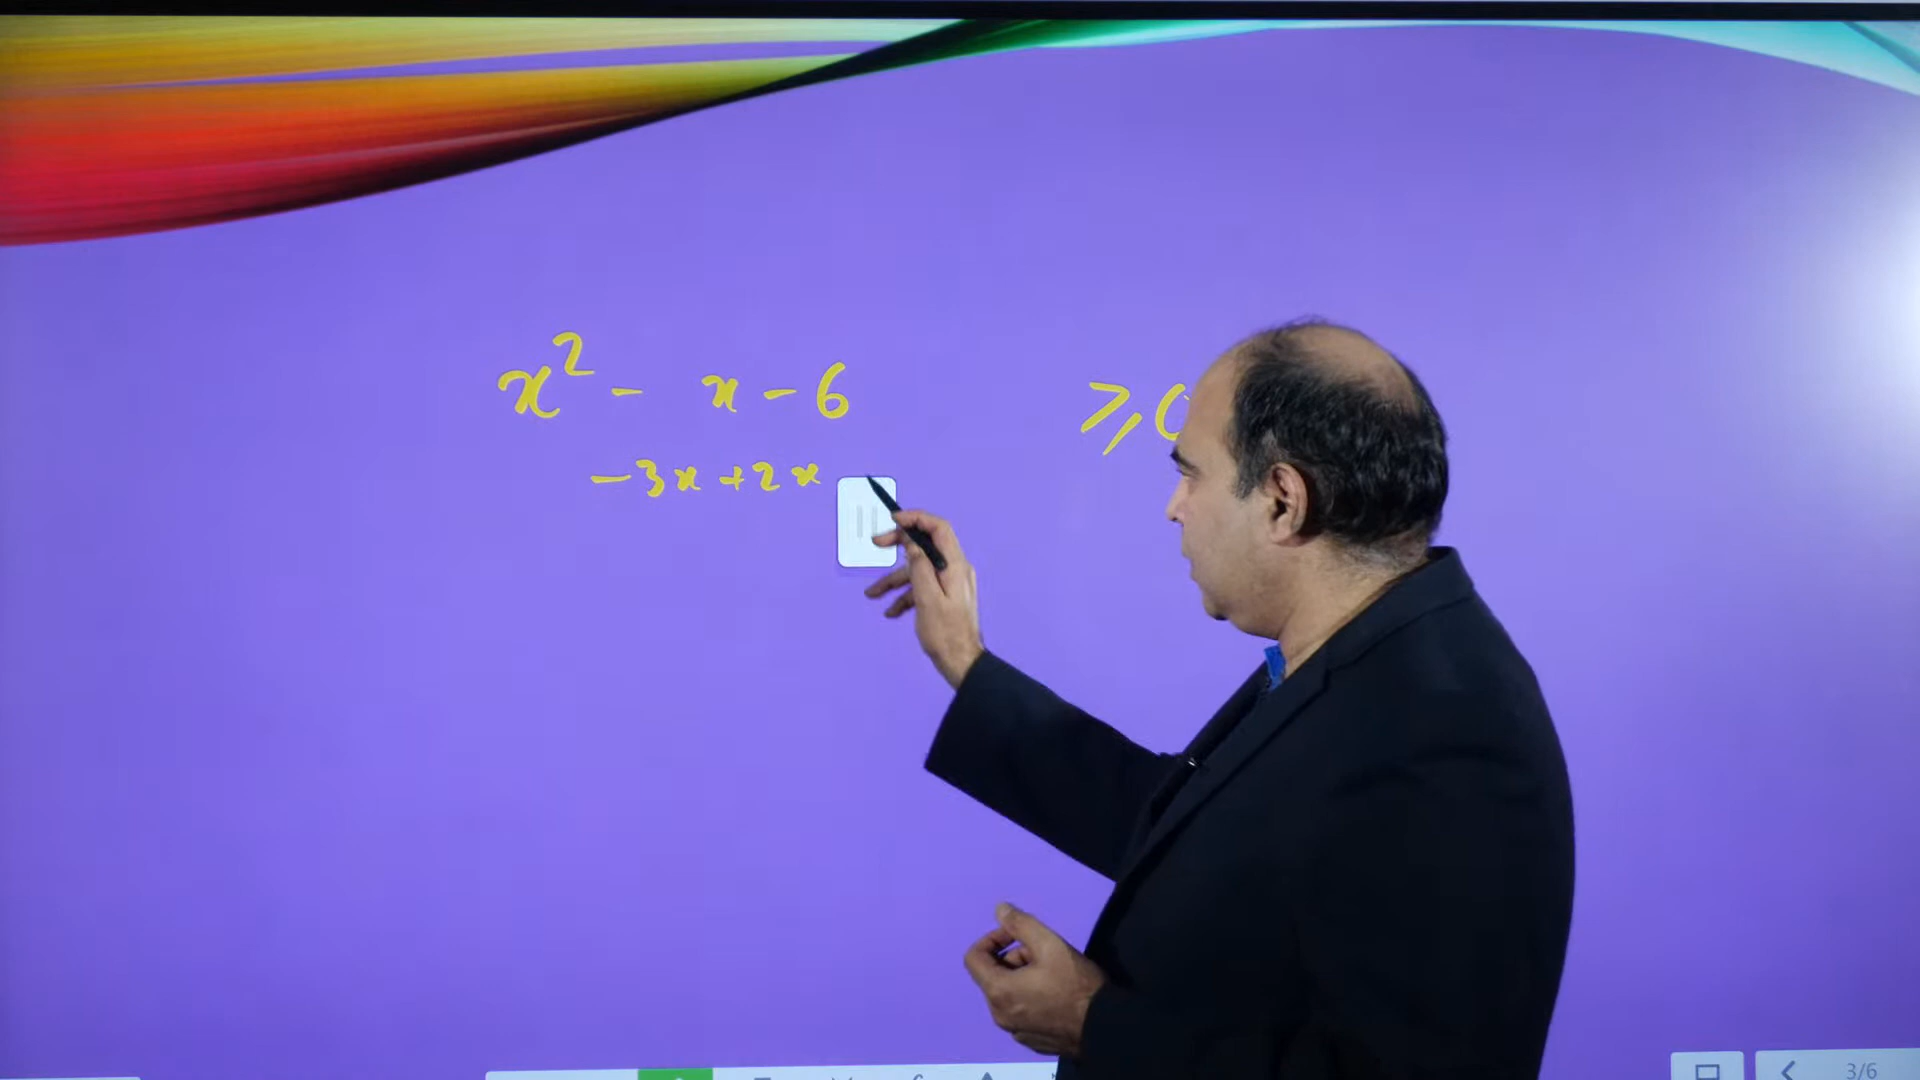 x² - x - 6 ≥ 0
-3x + 2x
3/6